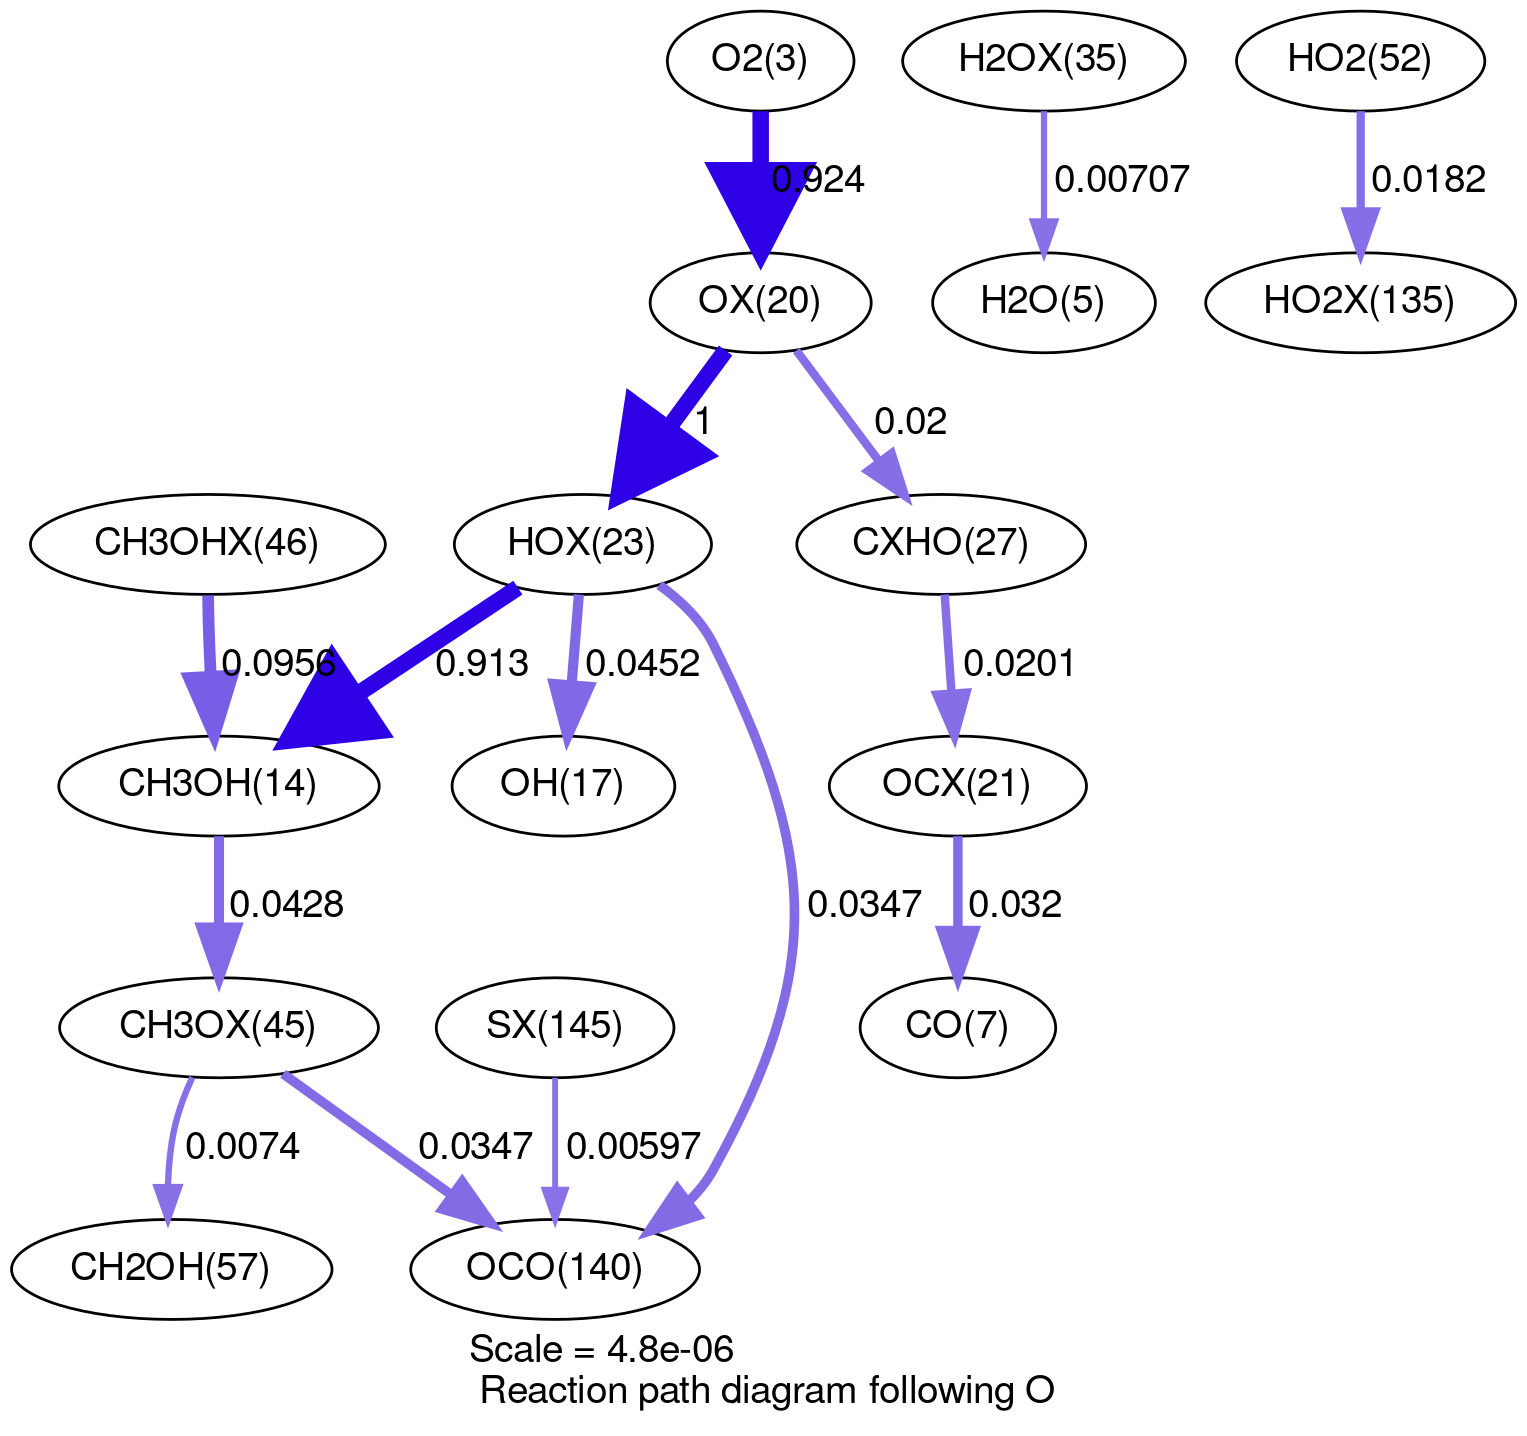 O2(3)
H2OX(35)
HO2(52)
0.924
0.00707
0.0182
OX(20)
H2O(5)
HO2X(135)
1
0.02
CH3OHX(46)
HOX(23)
CXHO(27)
0.0956
0.913
0.0452
0.0201
CH3OH(14)
OH(17)
OCX(21)
0.0428
0.0347
0.032
CH3OX(45)
SX(145)
CO(7)
0.0074
0.0347
0.00597
CH2OH(57)
OCO(140)
Scale = 4.8e-06
Reaction path diagram following O